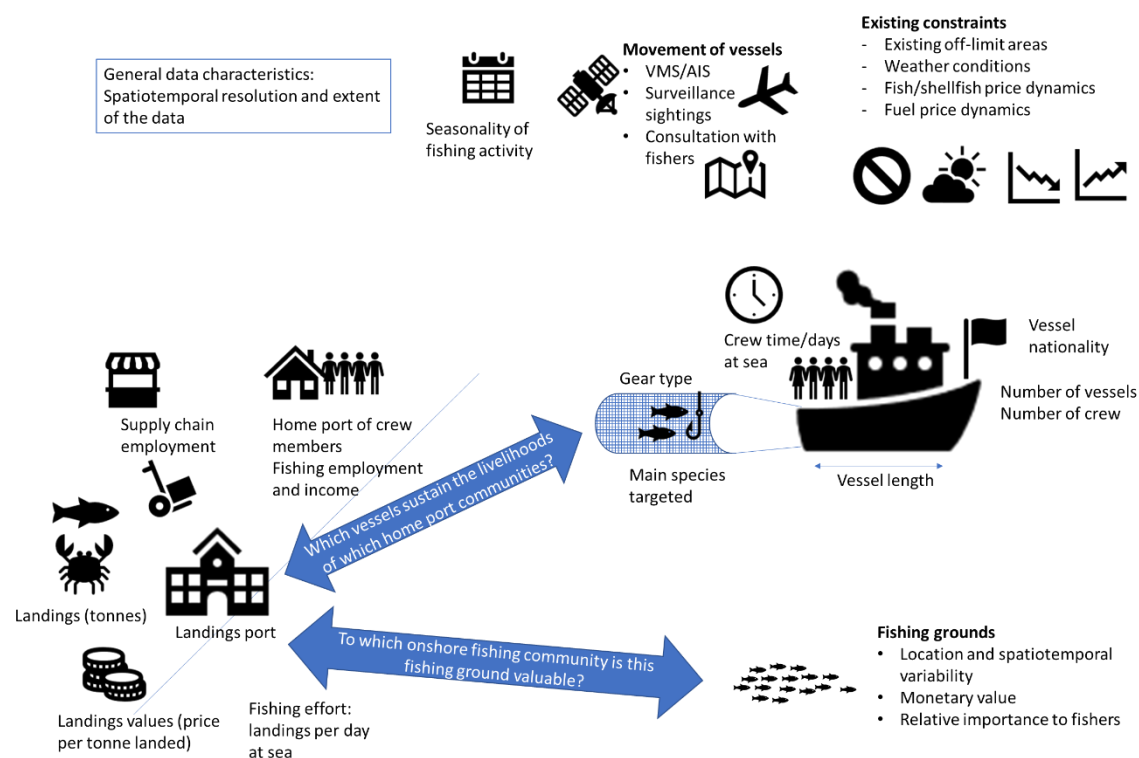 General data characteristics:
Spatiotemporal resolution and extent
of the data
Seasonality of
fishing activity
Movement of vessels
• VMS/AIS
• Surveillance
sightings
• Consultation with
fishers
Existing constraints
- Existing off-limit areas
- Weather conditions
- Fish/shellfish price dynamics
- Fuel price dynamics
Crew time/days
at sea
Vessel
nationality
Number of vessels
Number of crew
Gear type
Main species
targeted
Vessel length
Supply chain
employment
Home port of crew
members
Fishing employment
and income
Which vessels sustain the livelihoods
of which home port communities?
Landings (tonnes)
Landings port
To which onshore fishing community is this
fishing ground valuable?
Landings values (price
per tonne landed)
Fishing effort:
landings per day
at sea
Fishing grounds
• Location and spatiotemporal
variability
• Monetary value
• Relative importance to fishers